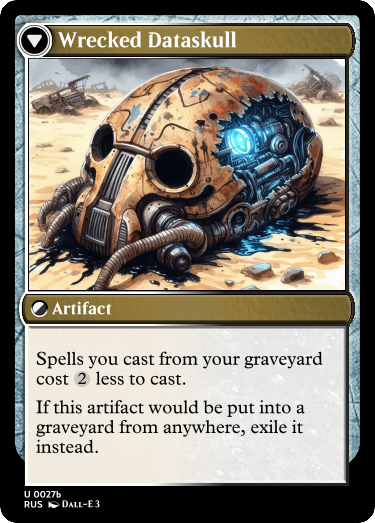 Wrecked Dataskull
Artifact
Spells you cast from your graveyard
cost 2 less to cast.
If this artifact would be put into a
graveyard from anywhere, exile it
instead.
U 0027b
RUS DALL-E 3